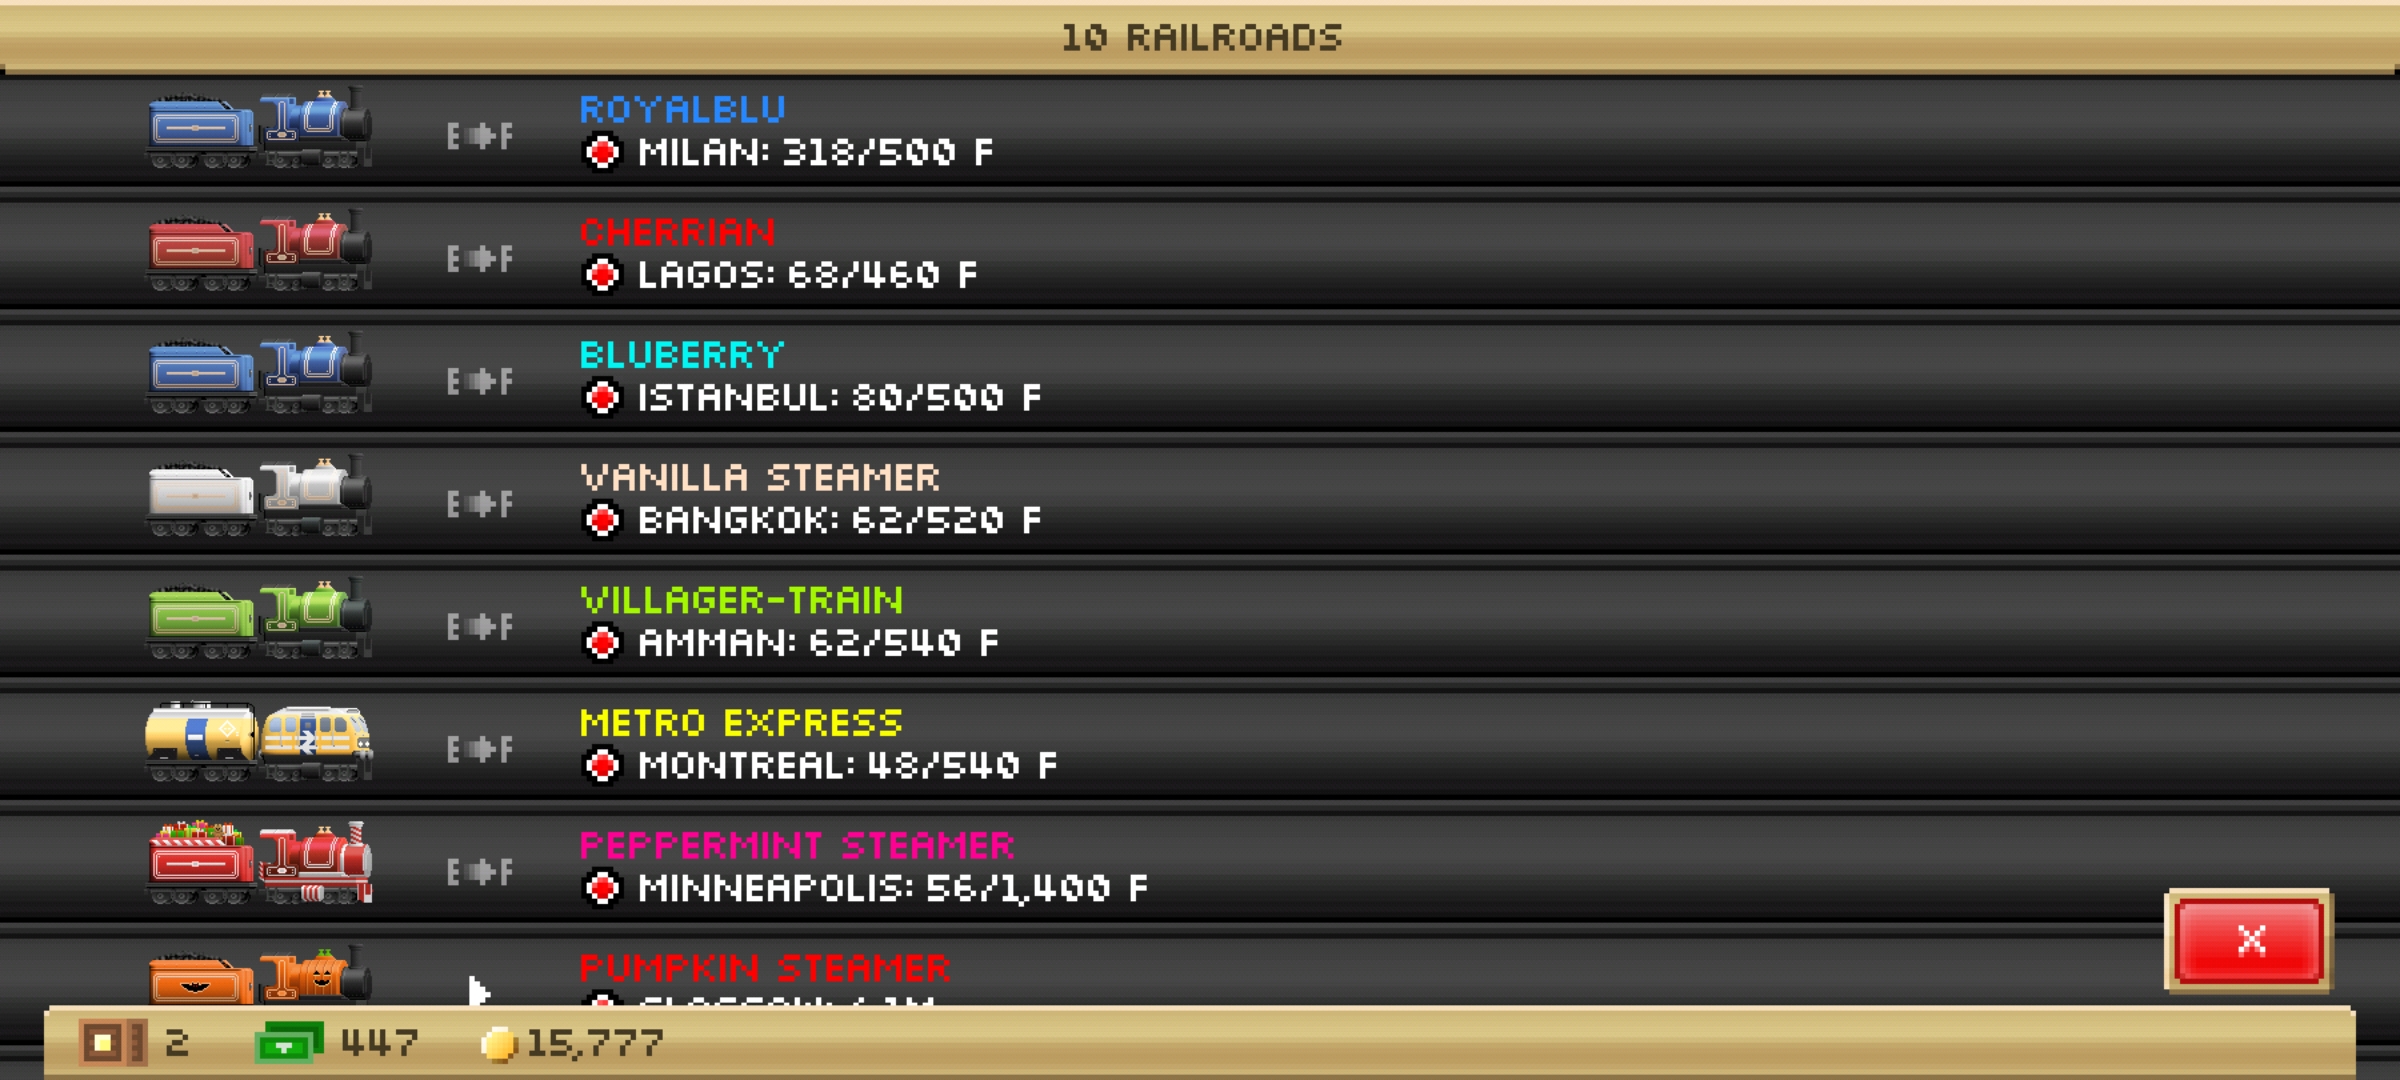 10 RAILROADS
ROYALBLU
E F
MILAN: 318/500 F
CHERRIAN
E F
LAGOS: 68/460 F
BLUBERRY
E F
ISTANBUL: 80/500 F
VANILLA STEAMER
E F
BANGKOK: 62/520 F
VILLAGER-TRAIN
E F
AMMAN: 62/540 F
METRO EXPRESS
E F
MONTREAL: 48/540 F
PEPPERMINT STEAMER
E F
MINNEAPOLIS: 56/1,400 F
X
PUMPKIN STEAMER
2 447 15,777